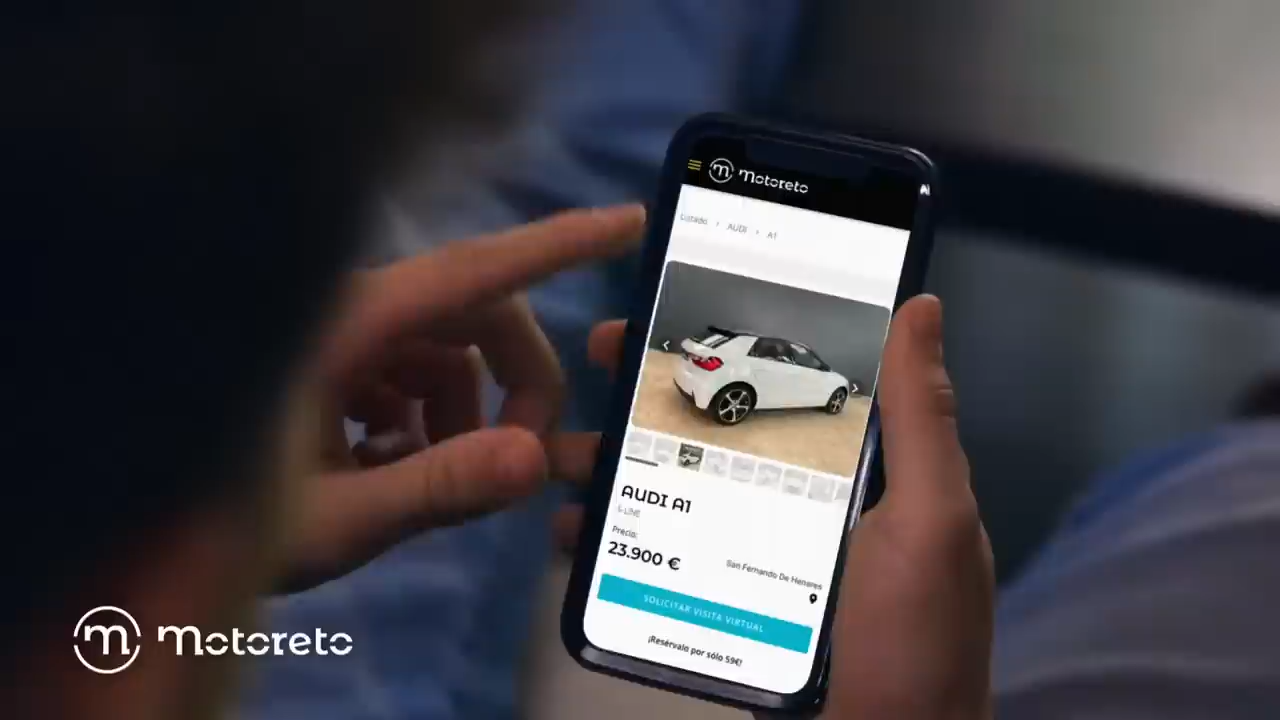 motoreto
Listado > AUDI > A1
AUDI A1
S-LINE
Precio:
23.900 €
San Fernando De Henares
SOLICITAR VISITA VIRTUAL
¡Resérvalo por sólo 59€!
motoreto